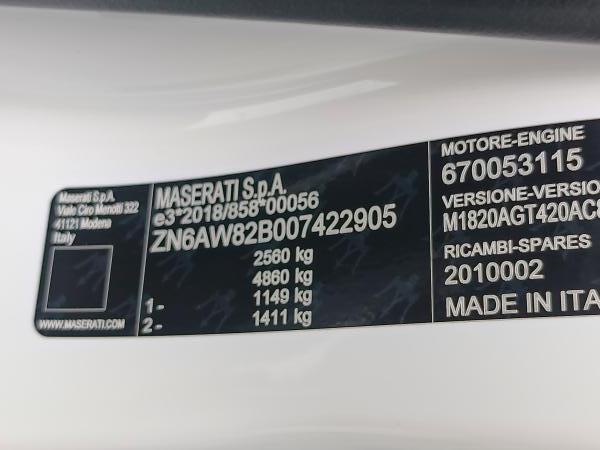 Maserati S.p.A.
Viale Ciro Menotti 322
41121 Modena
Italy
WWW.MASERATI.COM
MASERATI S.p.A.
e3*2018/858*00056
ZN6AW82B007422905
2560 kg
4860 kg
1- 1149 kg
2- 1411 kg
MOTORE-ENGINE
670053115
VERSIONE-VERSIO
M1820AGT420AC8
RICAMBI-SPARES
2010002
MADE IN ITA